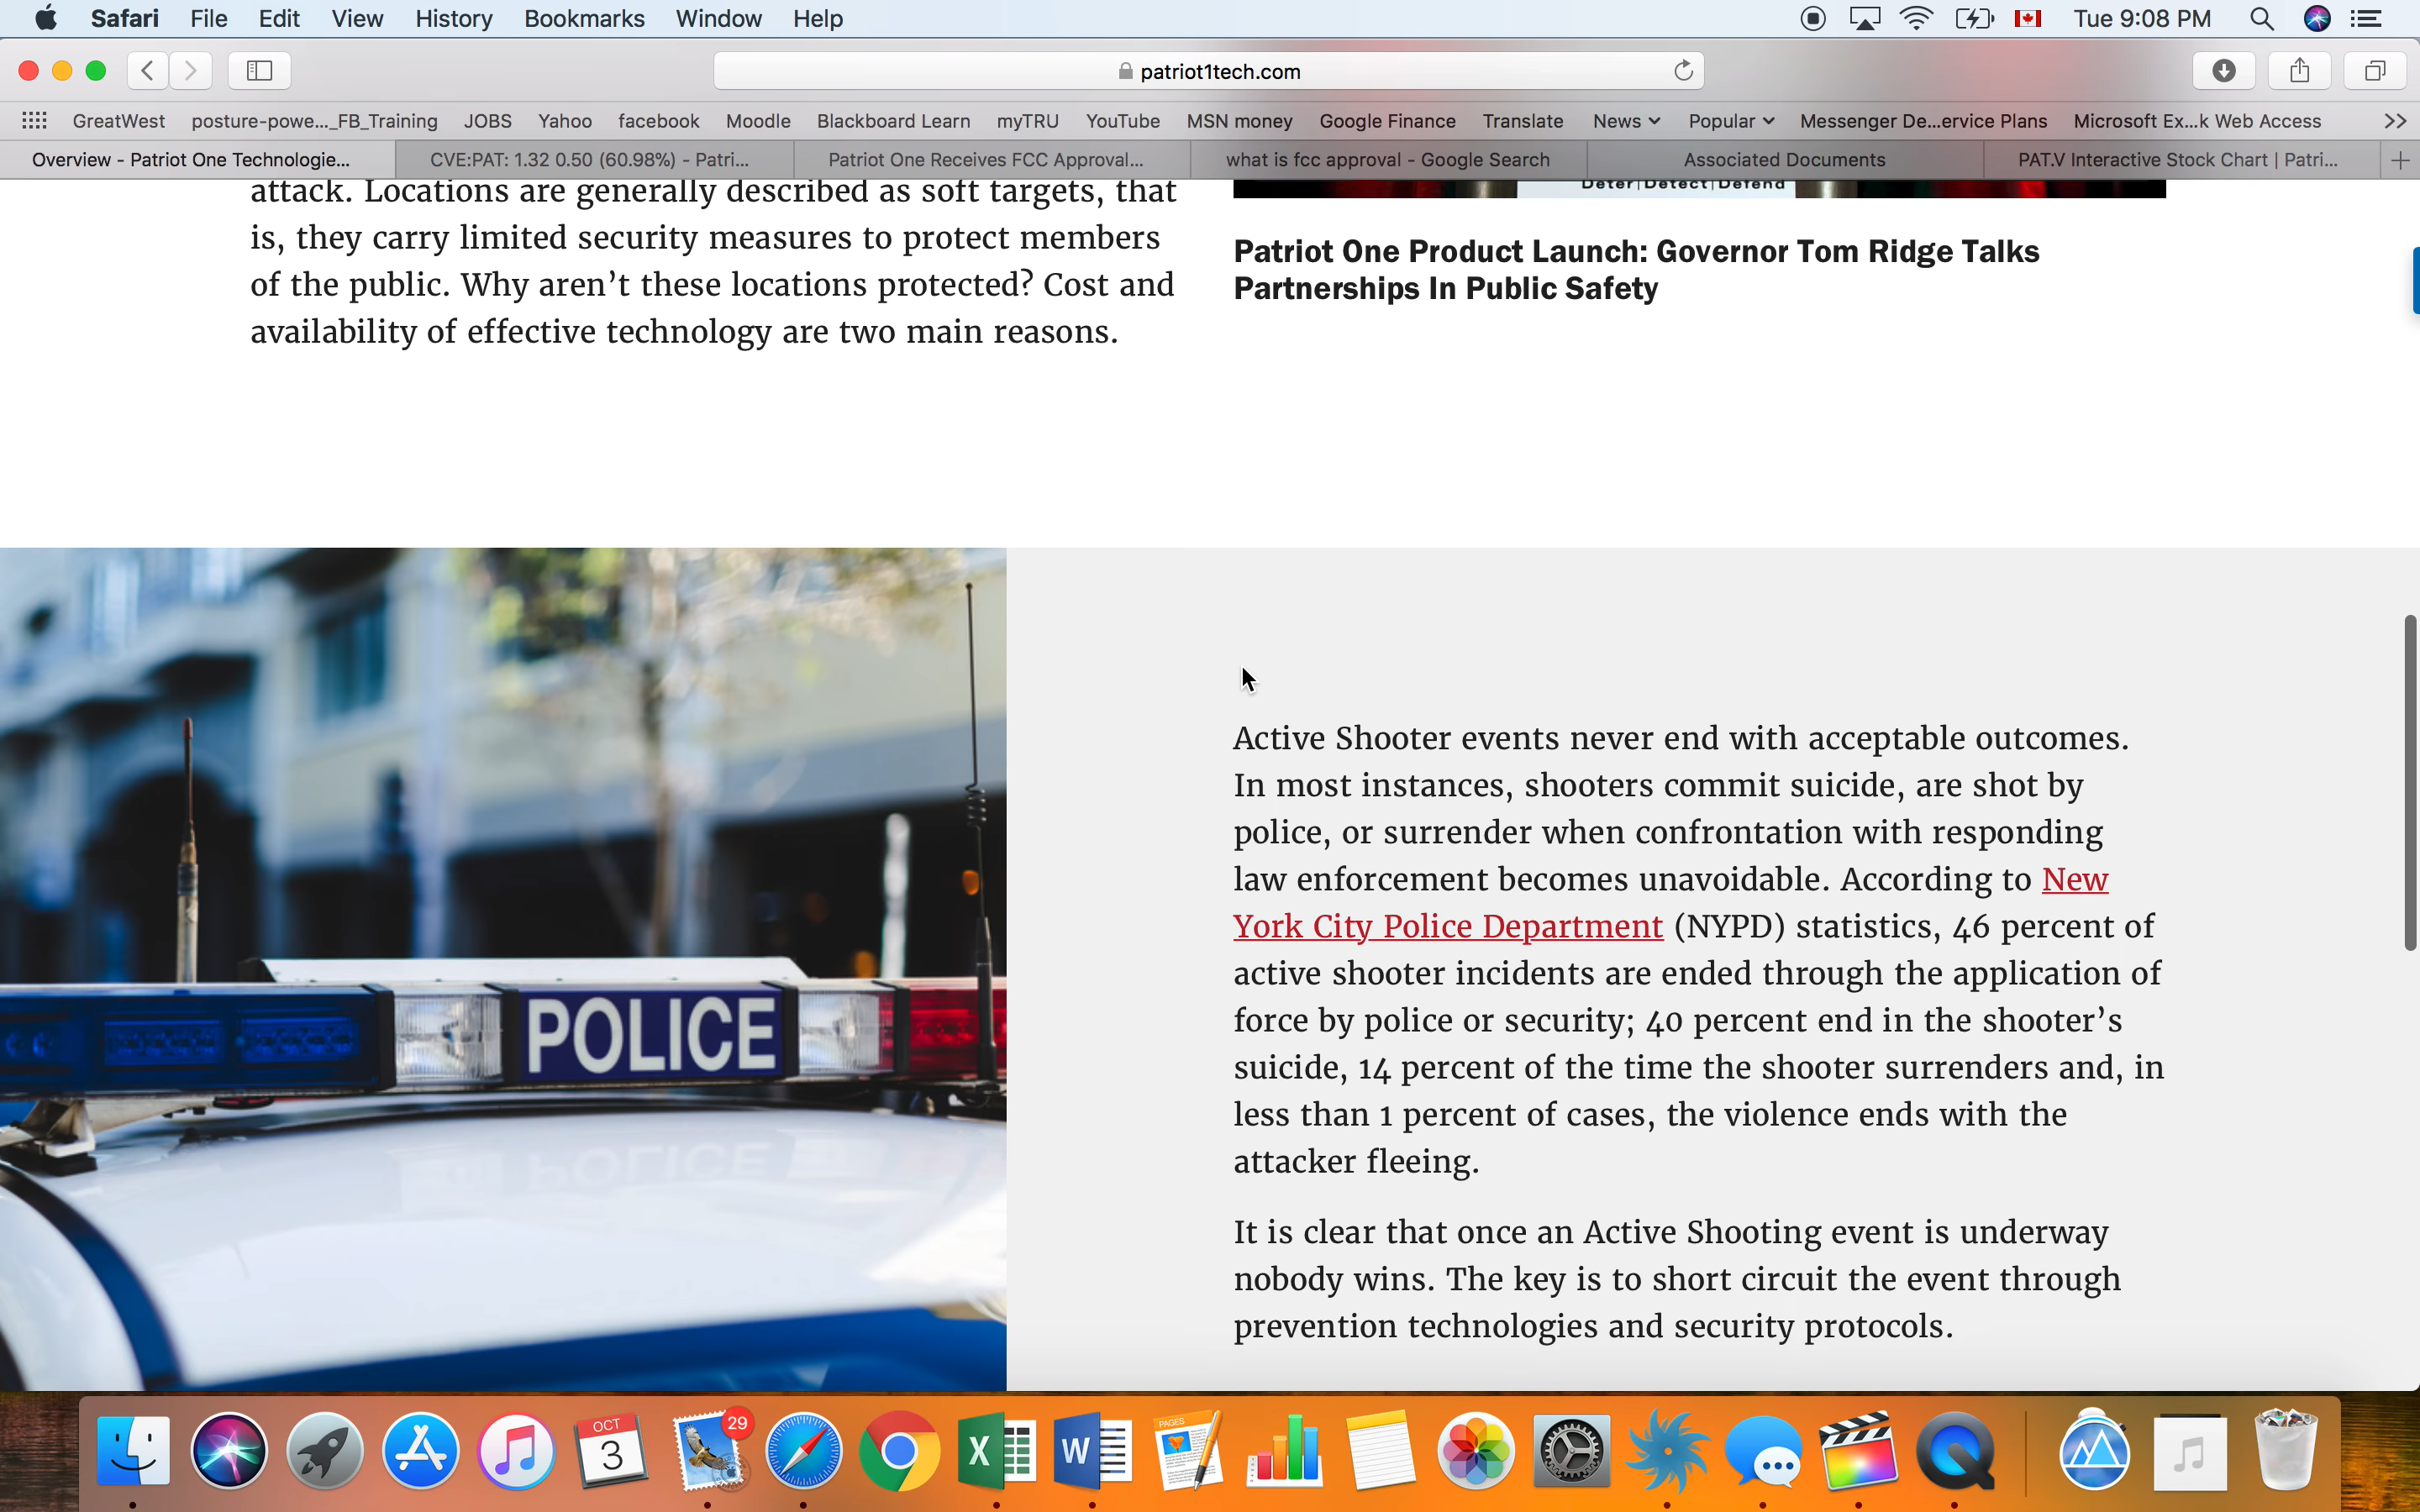 Safari File Edit View History Bookmarks Window Help Tue 9:08 PM
patriot1tech.com
GreatWest posture-powe..._FB_Training JOBS Yahoo facebook Moodle Blackboard Learn myTRU YouTube MSN money Google Finance Translate News Popular Messenger De...ervice Plans Microsoft Ex...k Web Access >>
Overview - Patriot One Technologie... CVE:PAT: 1.32 0.50 (60.98%) - Patri... Patriot One Receives FCC Approval... what is fcc approval - Google Search Associated Documents PAT.V Interactive Stock Chart | Patri... +
attack. Locations are generally described as soft targets, that
is, they carry limited security measures to protect members
of the public. Why aren’t these locations protected? Cost and
availability of effective technology are two main reasons.
Deter|Detect|Defend
Patriot One Product Launch: Governor Tom Ridge Talks
Partnerships In Public Safety
POLICE
Active Shooter events never end with acceptable outcomes.
In most instances, shooters commit suicide, are shot by
police, or surrender when confrontation with responding
law enforcement becomes unavoidable. According to New
York City Police Department (NYPD) statistics, 46 percent of
active shooter incidents are ended through the application of
force by police or security; 40 percent end in the shooter’s
suicide, 14 percent of the time the shooter surrenders and, in
less than 1 percent of cases, the violence ends with the
attacker fleeing.
It is clear that once an Active Shooting event is underway
nobody wins. The key is to short circuit the event through
prevention technologies and security protocols.
OCT
3
29
X
W
PAGES